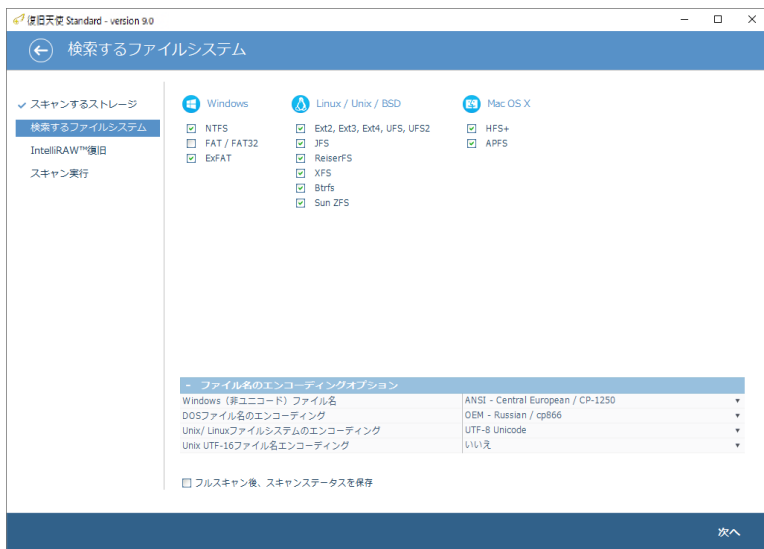 復旧天使 Standard - version 9.0
検索するファイルシステム
スキャンするストレージ
検索するファイルシステム
IntelliRAW™復旧
スキャン実行
Windows
NTFS
FAT / FAT32
ExFAT
Linux / Unix / BSD
Ext2, Ext3, Ext4, UFS, UFS2
JFS
ReiserFS
XFS
Btrfs
Sun ZFS
Mac OS X
HFS+
APFS
- ファイル名のエンコーディングオプション
Windows（非ユニコード）ファイル名 ANSI - Central European / CP-1250
DOSファイル名のエンコーディング OEM - Russian / cp866
Unix/ Linuxファイルシステムのエンコーディング UTF-8 Unicode
Unix UTF-16ファイル名エンコーディング いいえ
フルスキャン後、スキャンステータスを保存
次へ